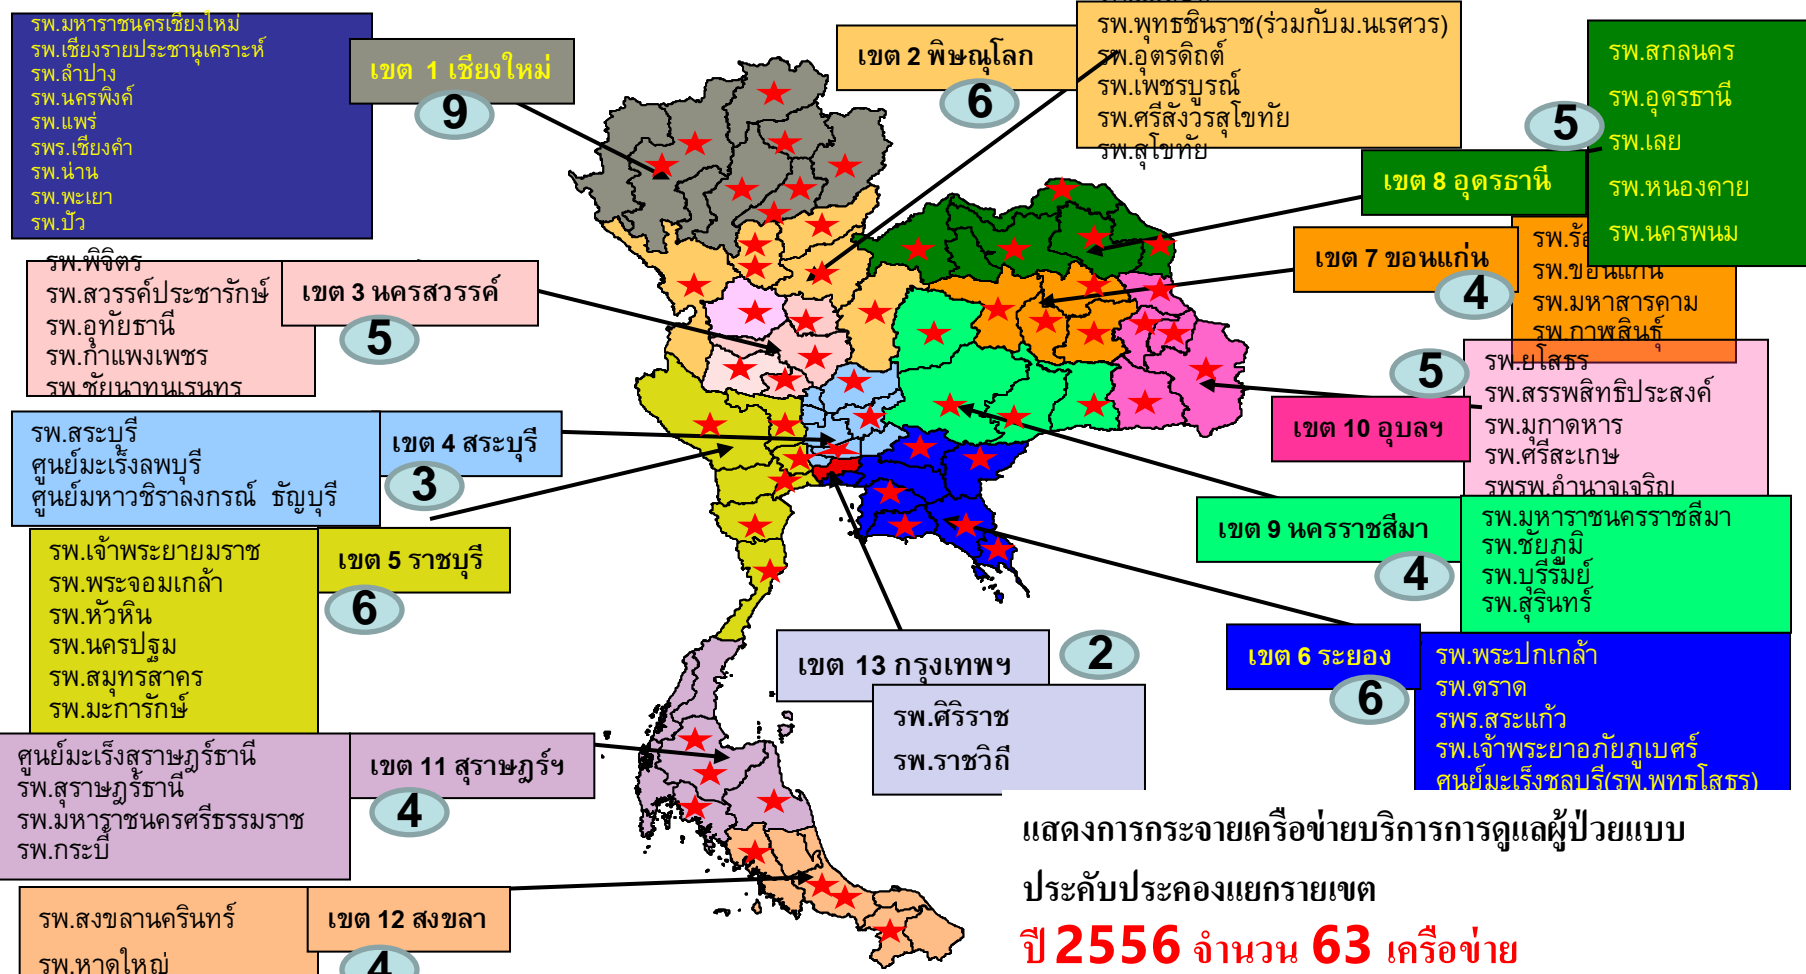 รพ.มหาราชนครเชียงใหม่
รพ.เชียงรายประชานุเคราะห์
รพ.ลำปาง
รพ.นครพิงค์
รพ.แพร่
รพร.เชียงคำ
รพ.น่าน
รพ.พะเยา
รพ.ปัว
เขต 1 เชียงใหม่
9
เขต 2 พิษณุโลก
6
รพ.พุทธชินราช(ร่วมกับม.นเรศวร)
รพ.อุตรดิตถ์
รพ.เพชรบูรณ์
รพ.ศรีสังวรสุโขทัย
รพ.สุโขทัย
รพ.สกลนคร
รพ.อุดรธานี
รพ.เลย
รพ.หนองคาย
รพ.นครพนม
5
เขต 8 อุดรธานี
เขต 7 ขอนแก่น
4
รพ.ขอนแก่น
รพ.มหาสารคาม
รพ.กาฬสินธุ์
รพ.พิจิตร
รพ.สวรรค์ประชารักษ์
รพ.อุทัยธานี
รพ.กำแพงเพชร
รพ.ชัยนาทนเรนทร
เขต 3 นครสวรรค์
5
5
เขต 10 อุบลฯ
รพ.ยโสธร
รพ.สรรพสิทธิประสงค์
รพ.มุกาดหาร
รพ.ศรีสะเกษ
รพรพ.อำนาจเจริญ
รพ.สระบุรี
ศูนย์มะเร็งลพบุรี
ศูนย์มหาวชิราลงกรณ์ ธัญบุรี
เขต 4 สระบุรี
3
เขต 9 นครราชสีมา
4
รพ.มหาราชนครราชสีมา
รพ.ชัยภูมิ
รพ.บุรีรัมย์
รพ.สุรินทร์
รพ.เจ้าพระยายมราช
รพ.พระจอมเกล้า
รพ.หัวหิน
รพ.นครปฐม
รพ.สมุทรสาคร
รพ.มะการักษ์
เขต 5 ราชบุรี
6
เขต 13 กรุงเทพฯ
2
รพ.ศิริราช
รพ.ราชวิถี
เขต 6 ระยอง
6
รพ.พระปกเกล้า
รพ.ตราด
รพร.สระแก้ว
รพ.เจ้าพระยาอภัยภูเบศร์
ศูนย์มะเร็งชลบุรี(รพ.พุทธโสธร)
ศูนย์มะเร็งสุราษฎร์ธานี
รพ.สุราษฎร์ธานี
รพ.มหาราชนครศรีธรรมราช
รพ.กระบี่
เขต 11 สุราษฎร์ฯ
4
รพ.สงขลานครินทร์
รพ.หาดใหญ่
เขต 12 สงขลา
4
แสดงการกระจายเครือข่ายบริการการดูแลผู้ป่วยแบบ
ประคับประคองแยกรายเขต
ปี 2556 จำนวน 63 เครือข่าย